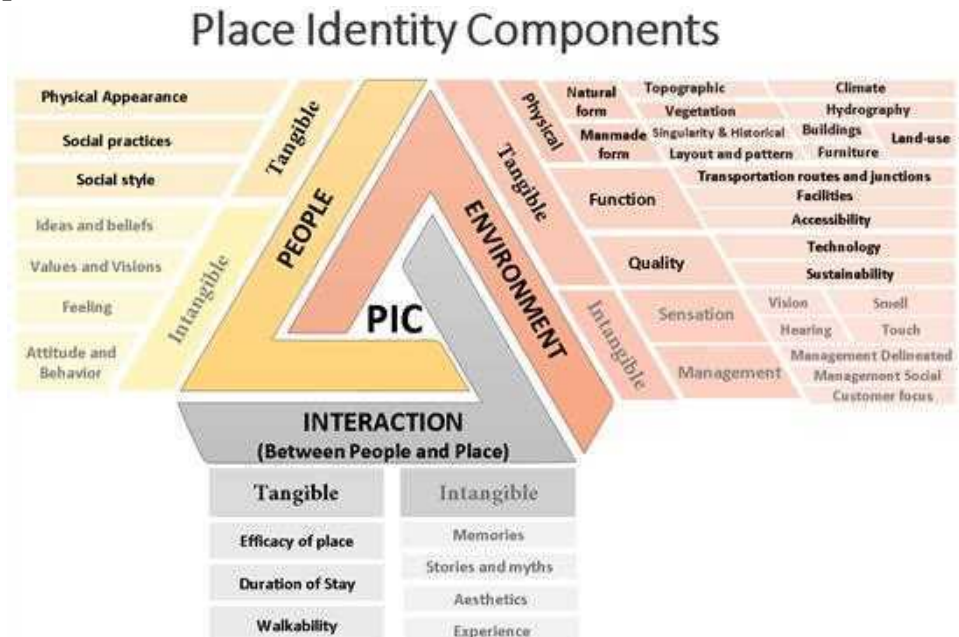 Place Identity Components
Physical Appearance
Social practices
Social style
Tangible
Ideas and beliefs
Values and Visions
Feeling
Attitude and
Behavior
Intangible
PEOPLE
PIC
ENVIRONMENT
Tangible
Physical
Natural
form
Topographic
Climate
Vegetation
Hydrography
Manmade
form
Singularity & Historical
Buildings
Land-use
Layout and pattern
Furniture
Function
Transportation routes and junctions
Facilities
Accessibility
Quality
Technology
Sustainability
Intangible
Sensation
Vision
Smell
Hearing
Touch
Management
Management Delineated
Management Social
Customer focus
INTERACTION
(Between People and Place)
Tangible
Efficacy of place
Duration of Stay
Walkability
Intangible
Memories
Stories and myths
Aesthetics
Experience